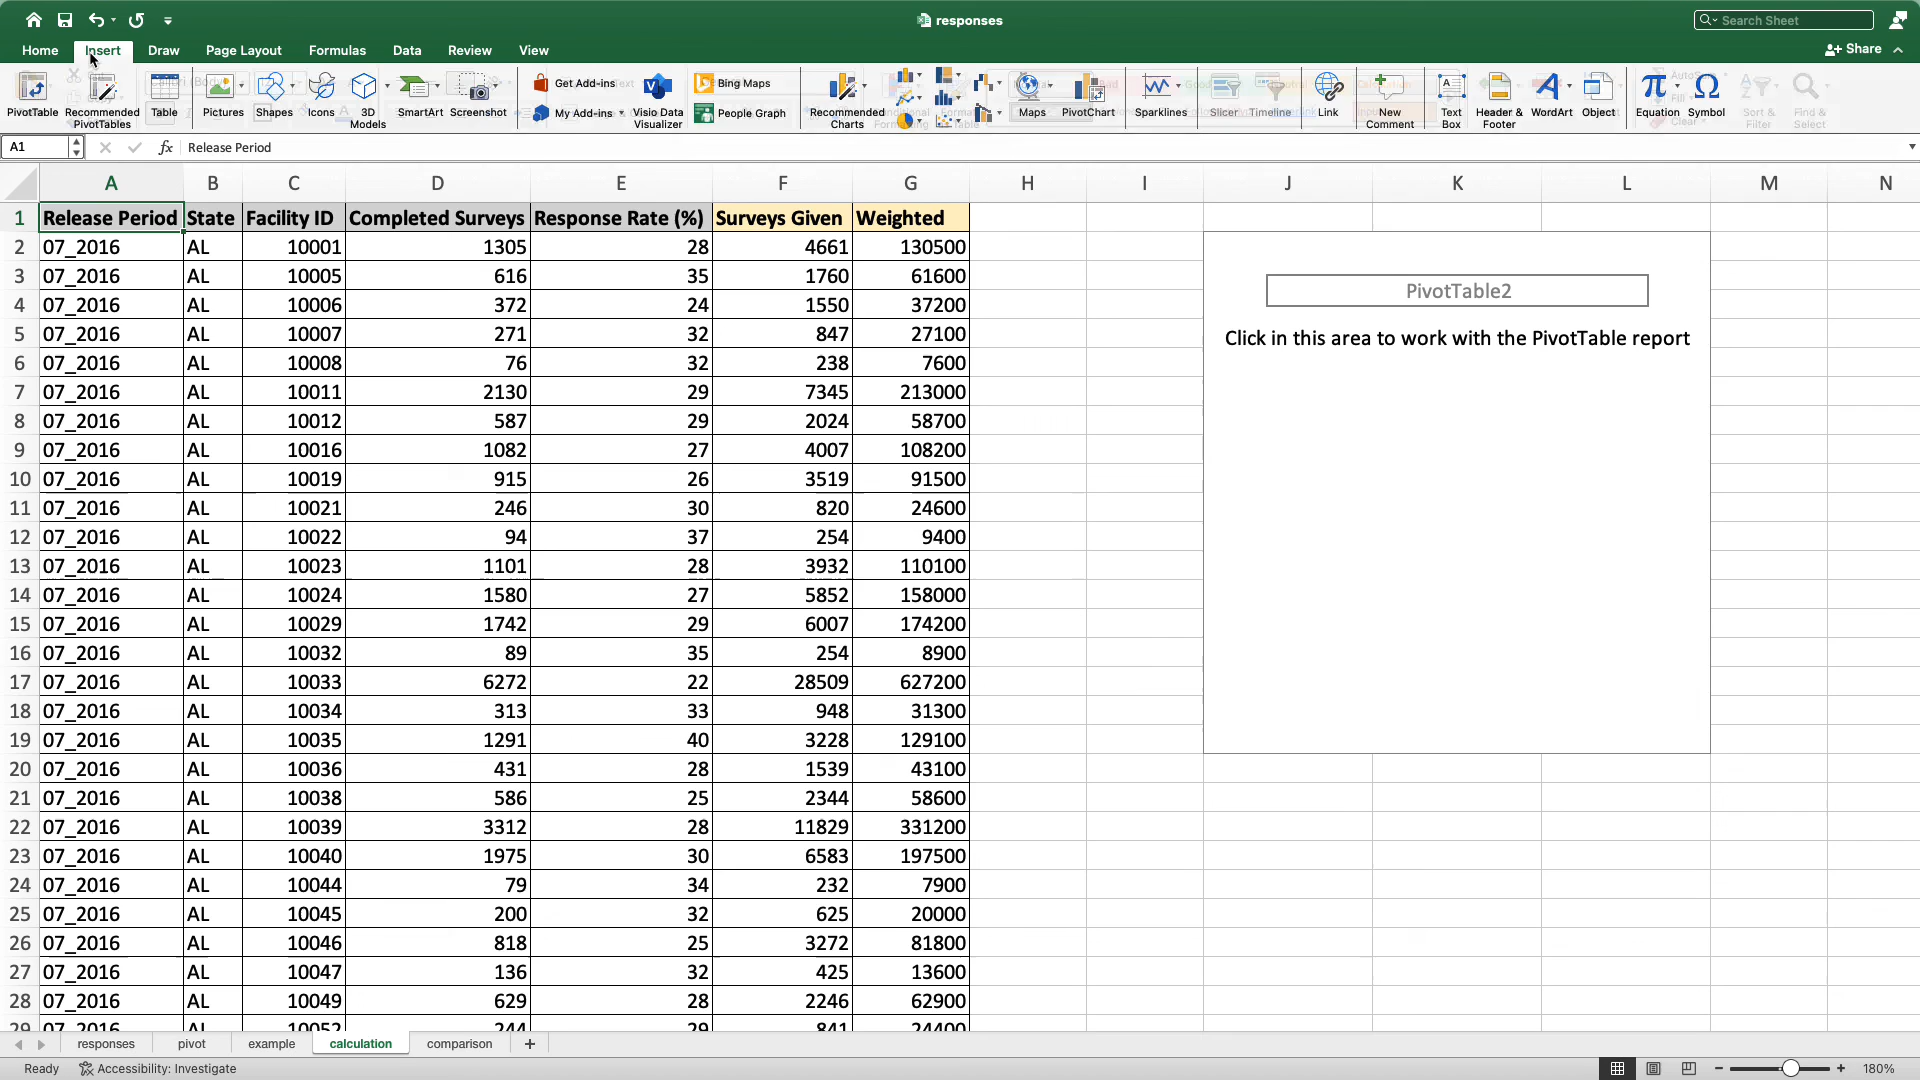 responses
Search Sheet
Home Insert Draw Page Layout Formulas Data Review View
Share
PivotTable
Recommended PivotTables
Table
Pictures
Shapes
Icons
3D Models
SmartArt
Screenshot
Get Add-ins
My Add-ins
Visio Data Visualizer
Bing Maps
People Graph
Recommended Charts
Maps
PivotChart
Sparklines
Slicer
Timeline
Link
New Comment
Text Box
Header & Footer
WordArt
Object
Equation
Symbol
Sort & Filter
Find & Select
A1 fx Release Period
A B C D E F G H I J K L M N
1 Release Period State Facility ID Completed Surveys Response Rate (%) Surveys Given Weighted
2 07_2016 AL 10001 1305 28 4661 130500
3 07_2016 AL 10005 616 35 1760 61600
PivotTable2
4 07_2016 AL 10006 372 24 1550 37200
5 07_2016 AL 10007 271 32 847 27100
Click in this area to work with the PivotTable report
6 07_2016 AL 10008 76 32 238 7600
7 07_2016 AL 10011 2130 29 7345 213000
8 07_2016 AL 10012 587 29 2024 58700
9 07_2016 AL 10016 1082 27 4007 108200
10 07_2016 AL 10019 915 26 3519 91500
11 07_2016 AL 10021 246 30 820 24600
12 07_2016 AL 10022 94 37 254 9400
13 07_2016 AL 10023 1101 28 3932 110100
14 07_2016 AL 10024 1580 27 5852 158000
15 07_2016 AL 10029 1742 29 6007 174200
16 07_2016 AL 10032 89 35 254 8900
17 07_2016 AL 10033 6272 22 28509 627200
18 07_2016 AL 10034 313 33 948 31300
19 07_2016 AL 10035 1291 40 3228 129100
20 07_2016 AL 10036 431 28 1539 43100
21 07_2016 AL 10038 586 25 2344 58600
22 07_2016 AL 10039 3312 28 11829 331200
23 07_2016 AL 10040 1975 30 6583 197500
24 07_2016 AL 10044 79 34 232 7900
25 07_2016 AL 10045 200 32 625 20000
26 07_2016 AL 10046 818 25 3272 81800
27 07_2016 AL 10047 136 32 425 13600
28 07_2016 AL 10049 629 28 2246 62900
29 07_2016 AL 10052 244 29 841 24400
responses pivot example calculation comparison +
Ready Accessibility: Investigate 180%